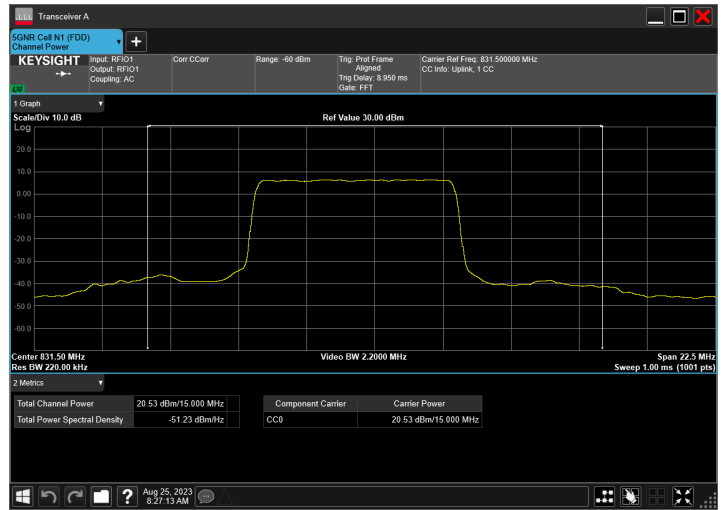 Transceiver A
5GNR Cell N1 (FDD)
Channel Power
+
KEYSIGHT
LXI
Input: RFIO1
Output: RFIO1
Coupling: AC
Corr CCorr
Range: -60 dBm
Trig: Prot Frame
Aligned
Trig Delay: 8.950 ms
Gate: FFT
Carrier Ref Freq: 831.500000 MHz
CC Info: Uplink, 1 CC
1 Graph
Scale/Div 10.0 dB
Ref Value 30.00 dBm
Log
20.0
10.0
0.00
-10.0
-20.0
-30.0
-40.0
-50.0
-60.0
Center 831.50 MHz
Video BW 2.2000 MHz
Span 22.5 MHz
Res BW 220.00 kHz
Sweep 1.00 ms (1001 pts)
2 Metrics
Total Channel Power 20.53 dBm/15.000 MHz
Total Power Spectral Density -51.23 dBm/Hz
Component Carrier Carrier Power
CC0 20.53 dBm/15.000 MHz
?
Aug 25, 2023
8:27:13 AM